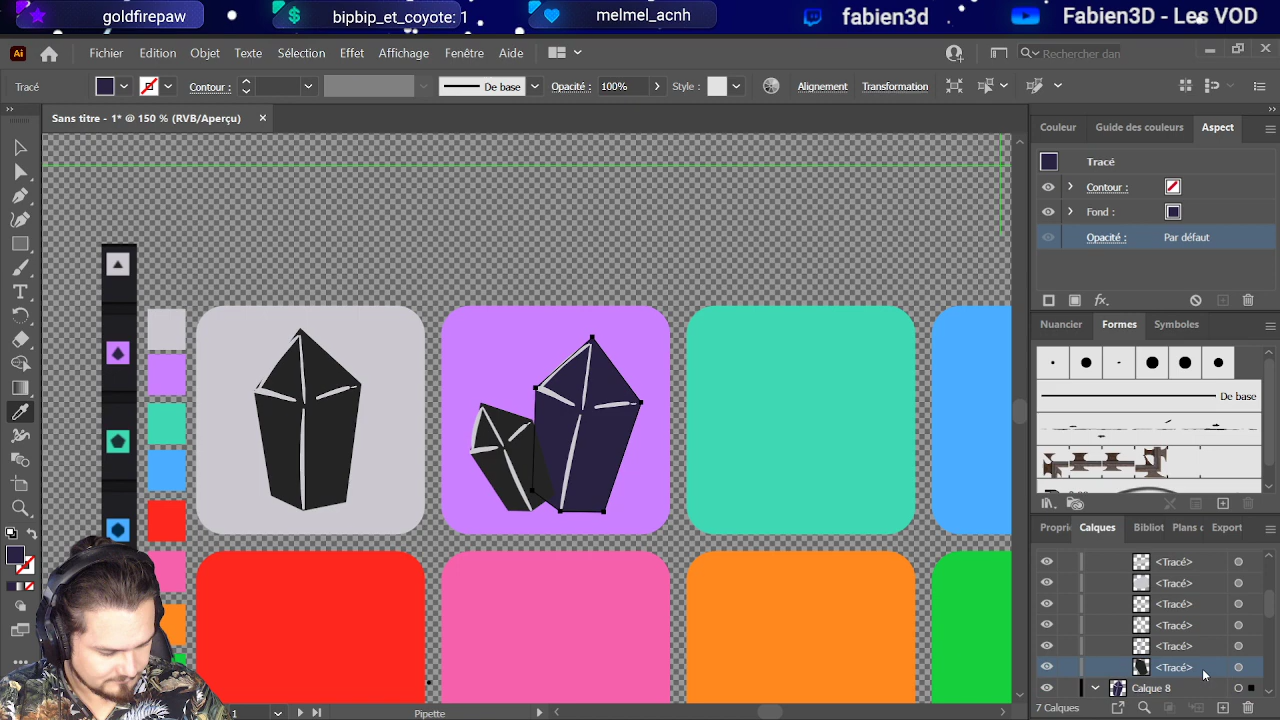 goldfirepaw
bipbip_et_coyote: 1
melmel_acnh
fabien3d
Fabien3D - Les VOD
Ai
Fichier Edition Objet Texte Sélection Effet Affichage Fenêtre Aide
Rechercher dan
Tracé
Contour :
De base
Opacité : 100%
Style :
Alignement
Transformation
Sans titre - 1* @ 150 % (RVB/Aperçu)
Couleur Guide des couleurs Aspect
Tracé
Contour :
Fond :
Opacité : Par défaut
Nuancier Formes Symboles
De base
Propri Calques Bibliot Plans c Export
<Tracé>
<Tracé>
<Tracé>
<Tracé>
<Tracé>
<Tracé>
Calque 8
7 Calques
1
Pipette